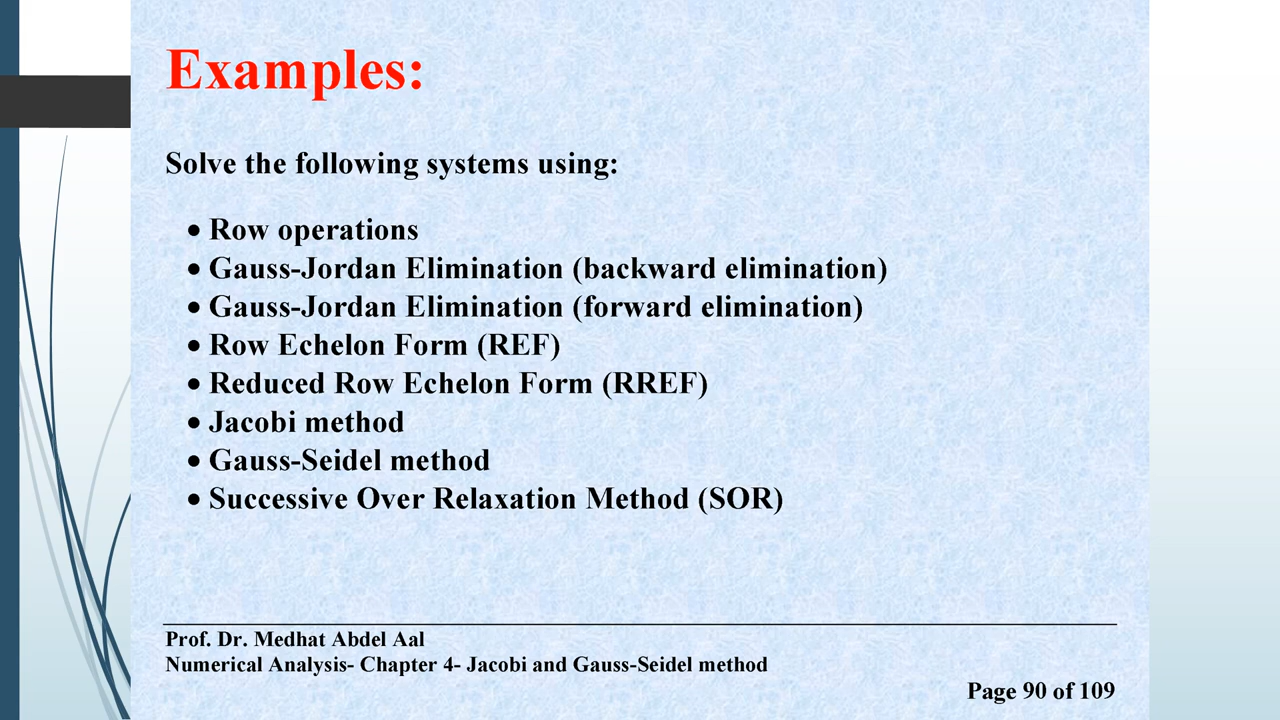 Examples:
Solve the following systems using:
• Row operations
• Gauss-Jordan Elimination (backward elimination)
• Gauss-Jordan Elimination (forward elimination)
• Row Echelon Form (REF)
• Reduced Row Echelon Form (RREF)
• Jacobi method
• Gauss-Seidel method
• Successive Over Relaxation Method (SOR)
Prof. Dr. Medhat Abdel Aal
Numerical Analysis- Chapter 4- Jacobi and Gauss-Seidel method
Page 90 of 109